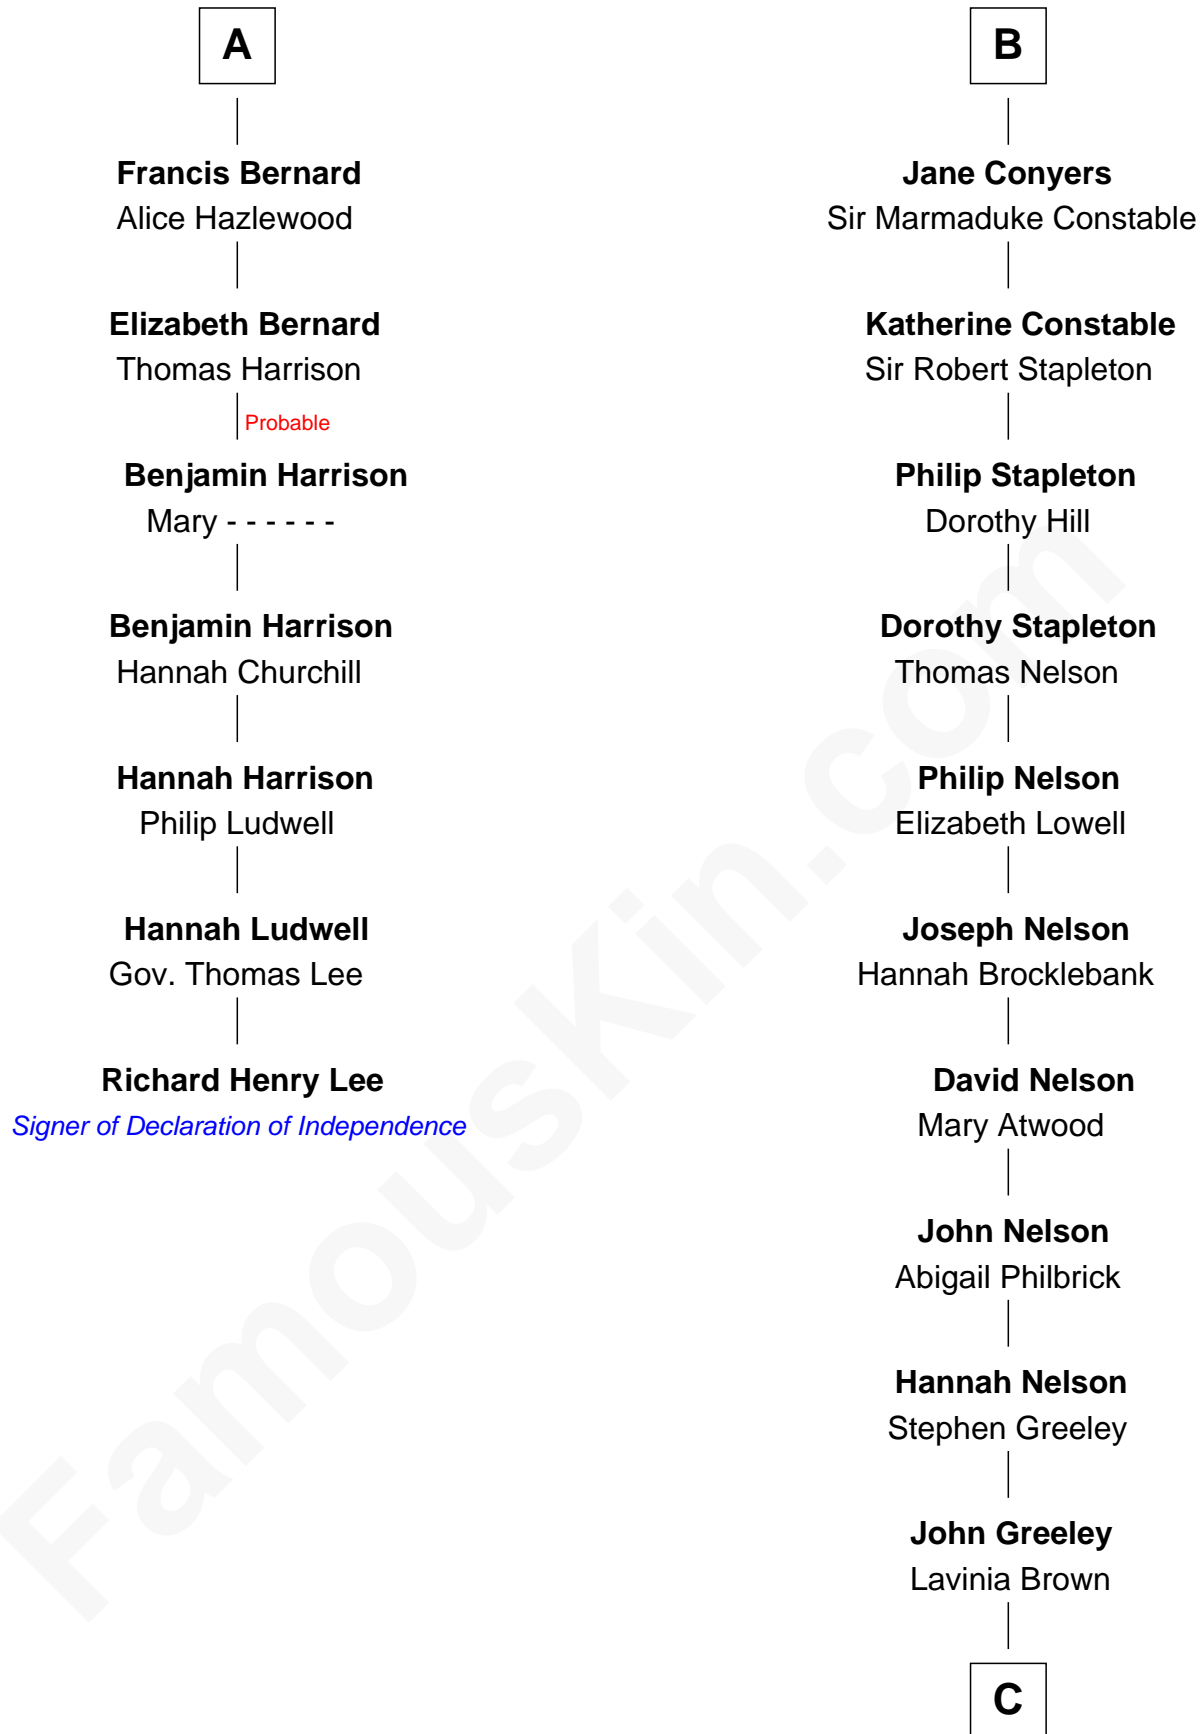 A
Francis Bernard
Alice Hazlewood
Elizabeth Bernard
Thomas Harrison
Probable
Benjamin Harrison
Mary - - - - - -
Benjamin Harrison
Hannah Churchill
Hannah Harrison
Philip Ludwell
Hannah Ludwell
Gov. Thomas Lee
Richard Henry Lee
Signer of Declaration of Independence
B
Jane Conyers
Sir Marmaduke Constable
Katherine Constable
Sir Robert Stapleton
Philip Stapleton
Dorothy Hill
Dorothy Stapleton
Thomas Nelson
Philip Nelson
Elizabeth Lowell
Joseph Nelson
Hannah Brocklebank
David Nelson
Mary Atwood
John Nelson
Abigail Philbrick
Hannah Nelson
Stephen Greeley
John Greeley
Lavinia Brown
C
FamousKin.com